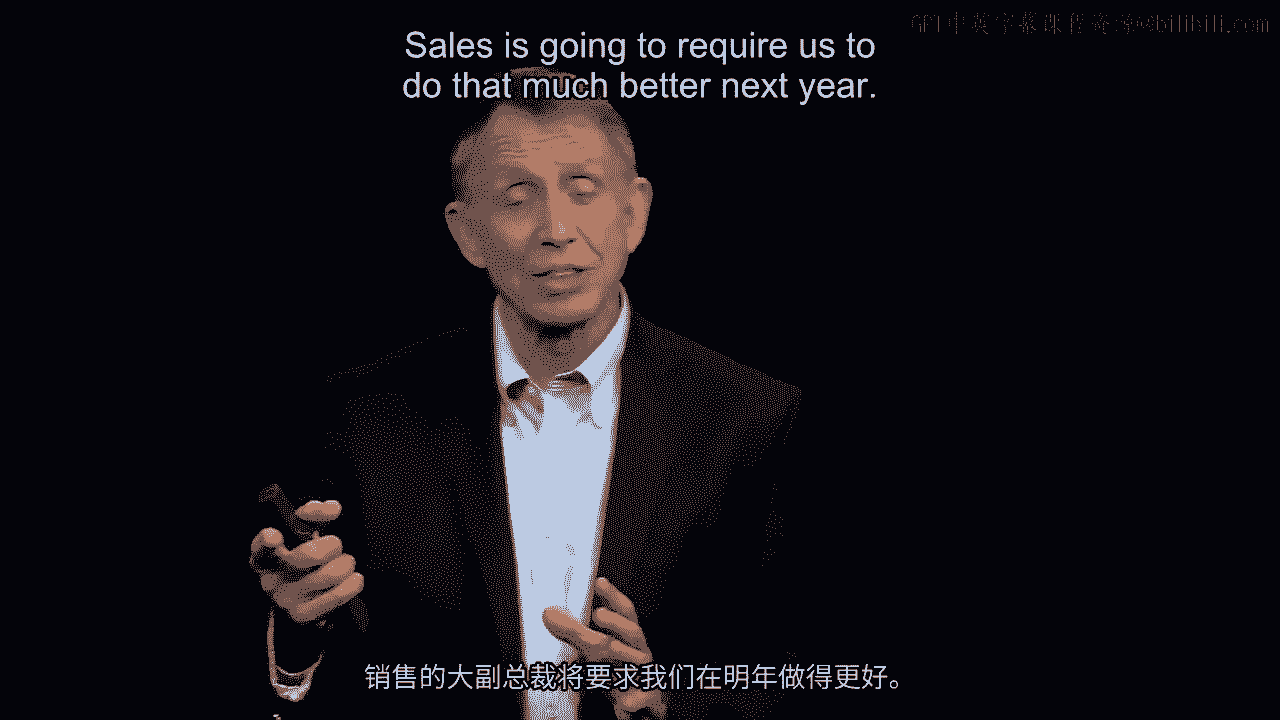 Sales is going to require us to
do that much better next year.
销售的大副总裁将要求我们在明年做得更好。